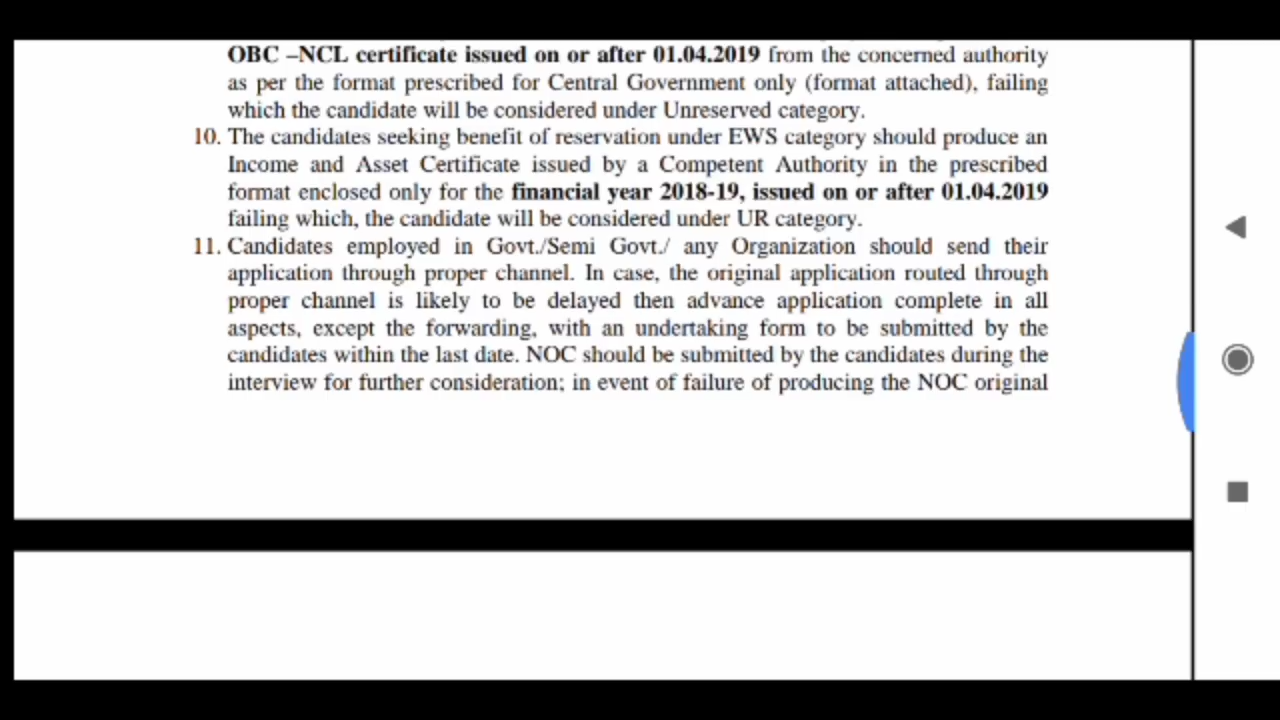 OBC –NCL certificate issued on or after 01.04.2019 from the concerned authority
as per the format prescribed for Central Government only (format attached), failing
which the candidate will be considered under Unreserved category.
10. The candidates seeking benefit of reservation under EWS category should produce an
Income and Asset Certificate issued by a Competent Authority in the prescribed
format enclosed only for the financial year 2018-19, issued on or after 01.04.2019
failing which, the candidate will be considered under UR category.
11. Candidates employed in Govt./Semi Govt./ any Organization should send their
application through proper channel. In case, the original application routed through
proper channel is likely to be delayed then advance application complete in all
aspects, except the forwarding, with an undertaking form to be submitted by the
candidates within the last date. NOC should be submitted by the candidates during the
interview for further consideration; in event of failure of producing the NOC original